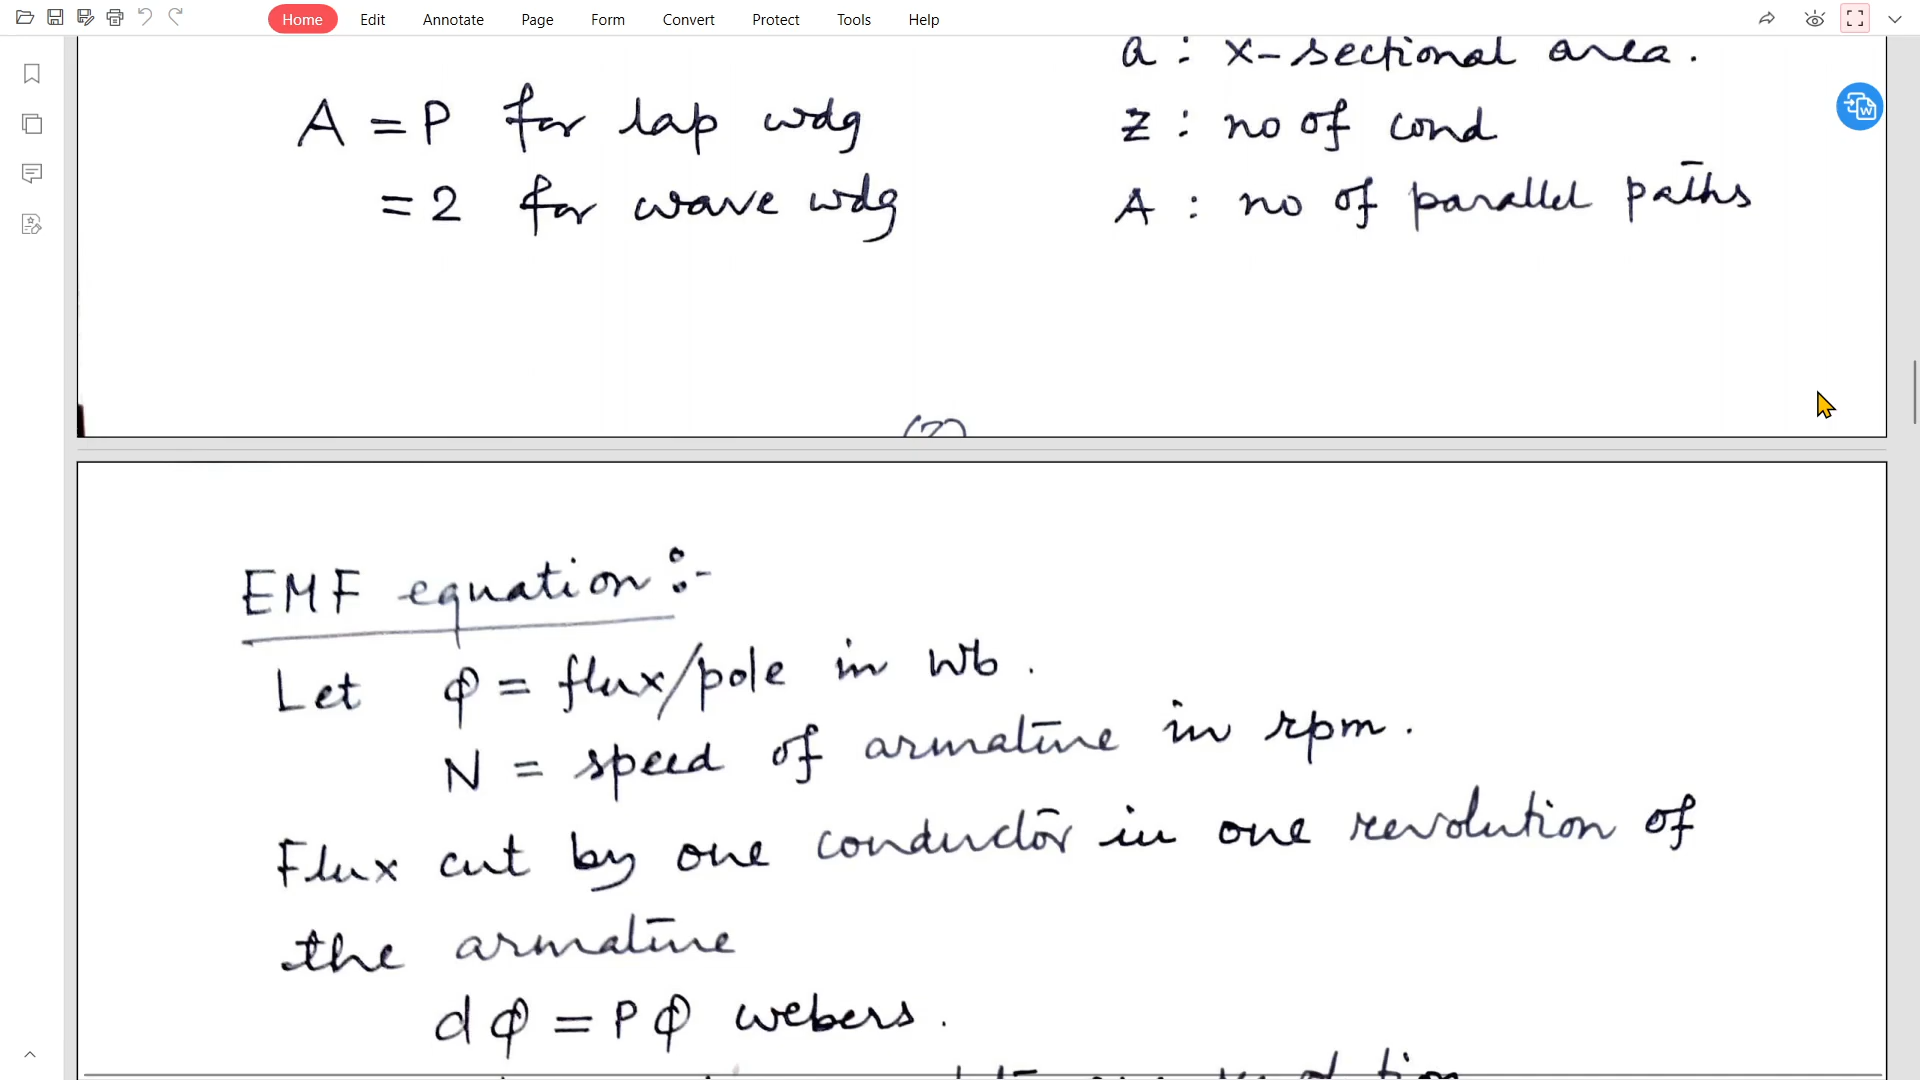 Home Edit Annotate Page Form Convert Protect Tools Help
a : x-sectional area.
A = P for lap wdg
Z : no of cond
= 2 for wave wdg
A : no of parallel paths
EMF equation :-
Let φ = flux/pole in Wb.
N = speed of armature in rpm.
Flux cut by one conductor in one revolution of
the armature
dφ = Pφ webers.